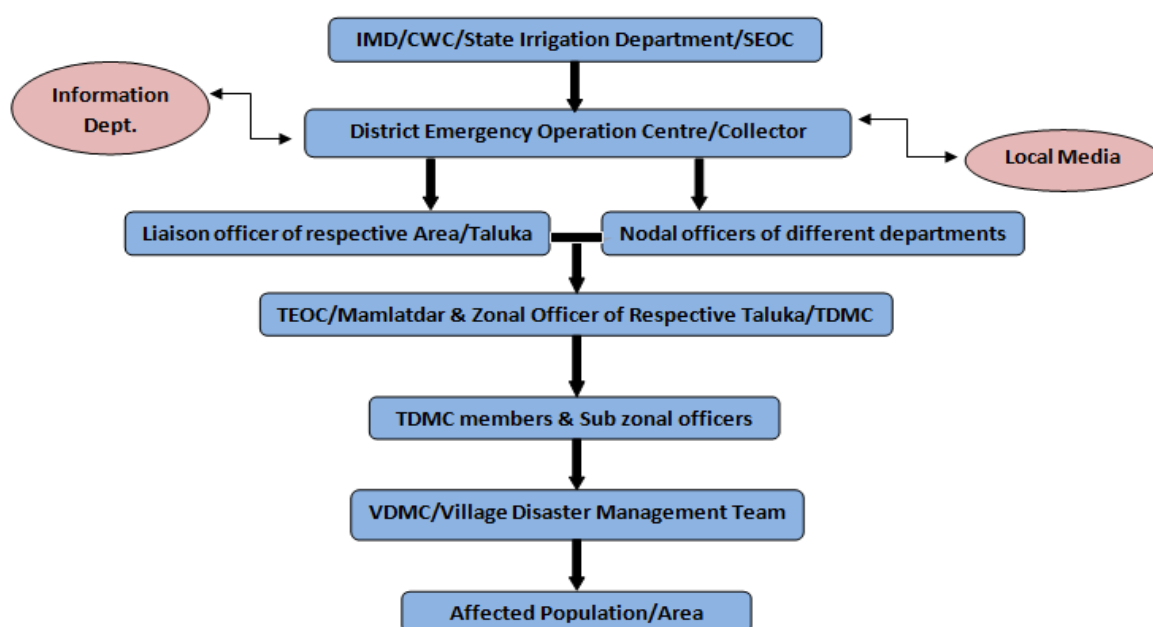 IMD/CWC/State Irrigation Department/SEOC
Information
Dept.
District Emergency Operation Centre/Collector
Local Media
Liaison officer of respective Area/Taluka
Nodal officers of different departments
TEOC/Mamlatdar & Zonal Officer of Respective Taluka/TDMC
TDMC members & Sub zonal officers
VDMC/Village Disaster Management Team
Affected Population/Area